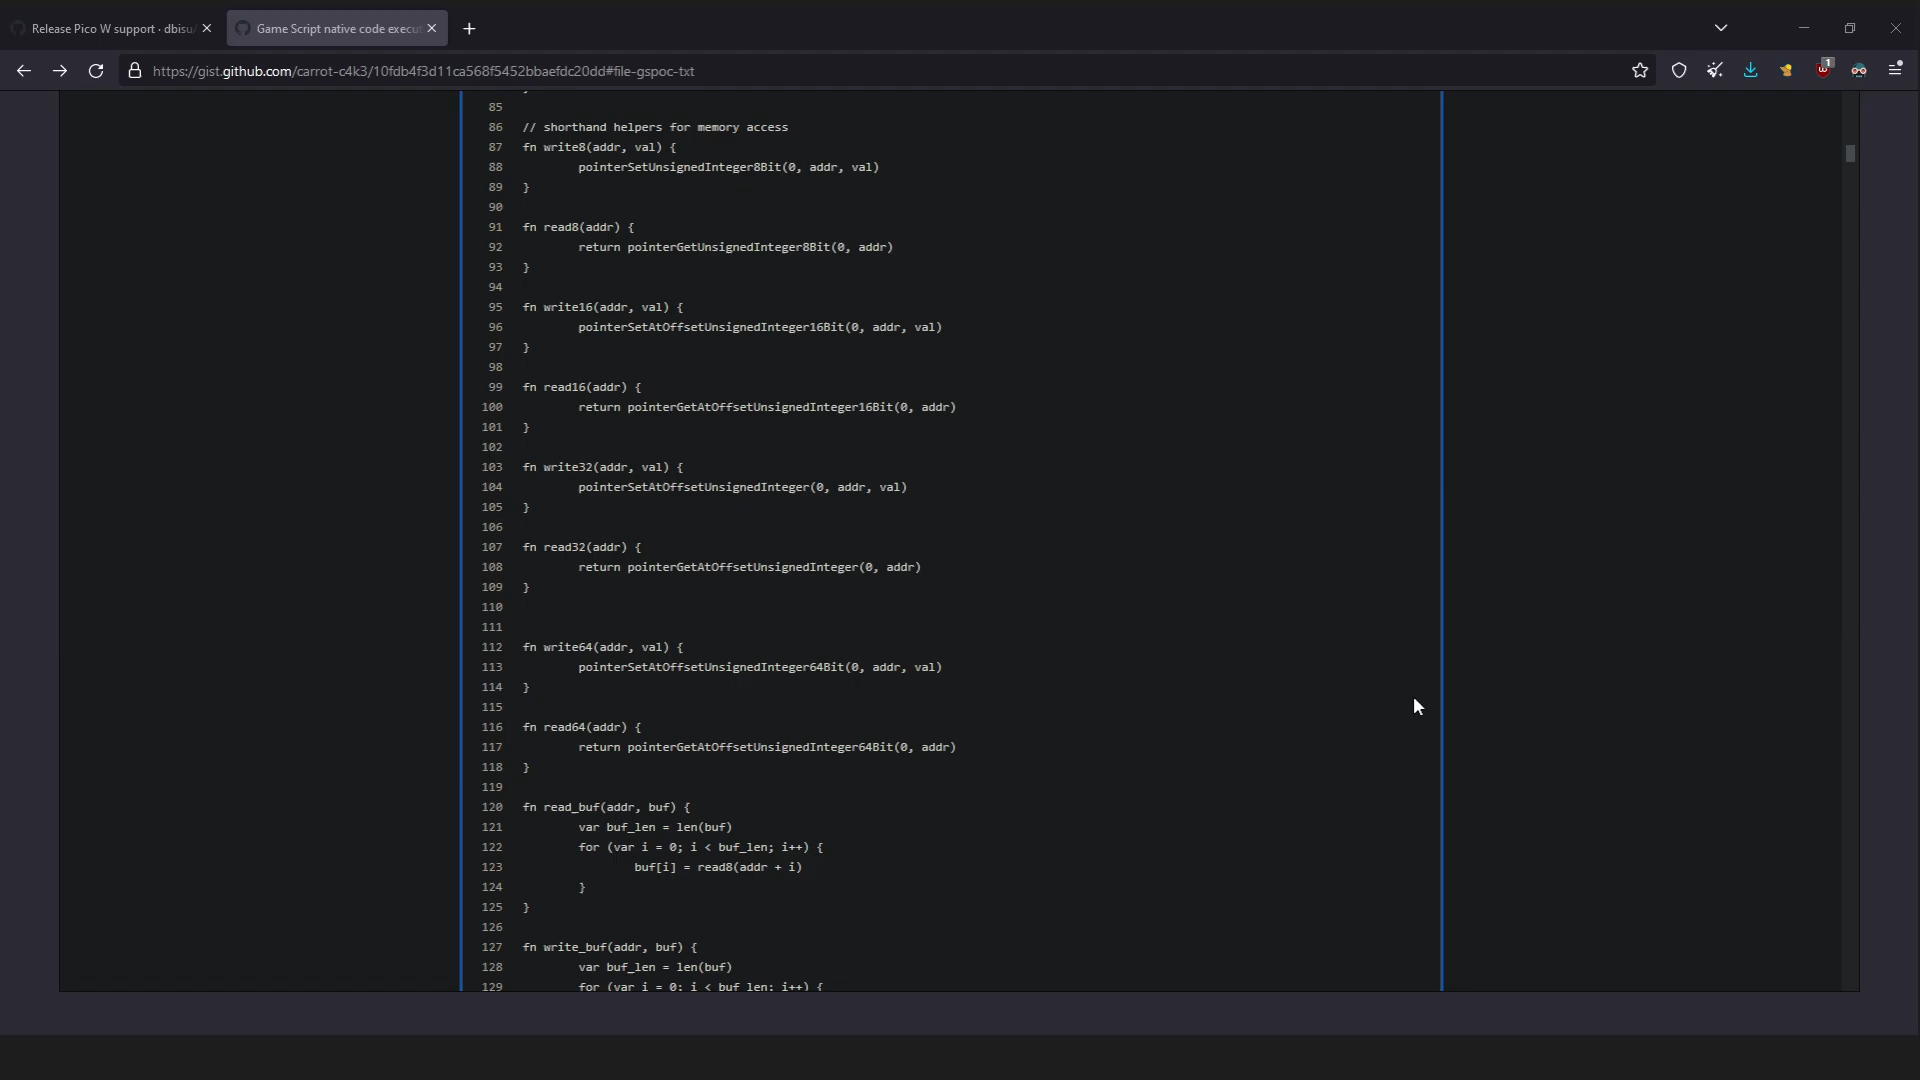 Release Pico W support · dbisu/
Game Script native code execut
https://gist.github.com/carrot-c4k3/10fdb4f3d11ca568f5452bbaefdc20dd#file-gspoc-txt
1
85
86 // shorthand helpers for memory access
87 fn write8(addr, val) {
88 pointerSetUnsignedInteger8Bit(0, addr, val)
89 }
90
91 fn read8(addr) {
92 return pointerGetUnsignedInteger8Bit(0, addr)
93 }
94
95 fn write16(addr, val) {
96 pointerSetAtOffsetUnsignedInteger16Bit(0, addr, val)
97 }
98
99 fn read16(addr) {
100 return pointerGetAtOffsetUnsignedInteger16Bit(0, addr)
101 }
102
103 fn write32(addr, val) {
104 pointerSetAtOffsetUnsignedInteger(0, addr, val)
105 }
106
107 fn read32(addr) {
108 return pointerGetAtOffsetUnsignedInteger(0, addr)
109 }
110
111
112 fn write64(addr, val) {
113 pointerSetAtOffsetUnsignedInteger64Bit(0, addr, val)
114 }
115
116 fn read64(addr) {
117 return pointerGetAtOffsetUnsignedInteger64Bit(0, addr)
118 }
119
120 fn read_buf(addr, buf) {
121 var buf_len = len(buf)
122 for (var i = 0; i < buf_len; i++) {
123 buf[i] = read8(addr + i)
124 }
125 }
126
127 fn write_buf(addr, buf) {
128 var buf_len = len(buf)
129 for (var i = 0; i < buf_len; i++) {